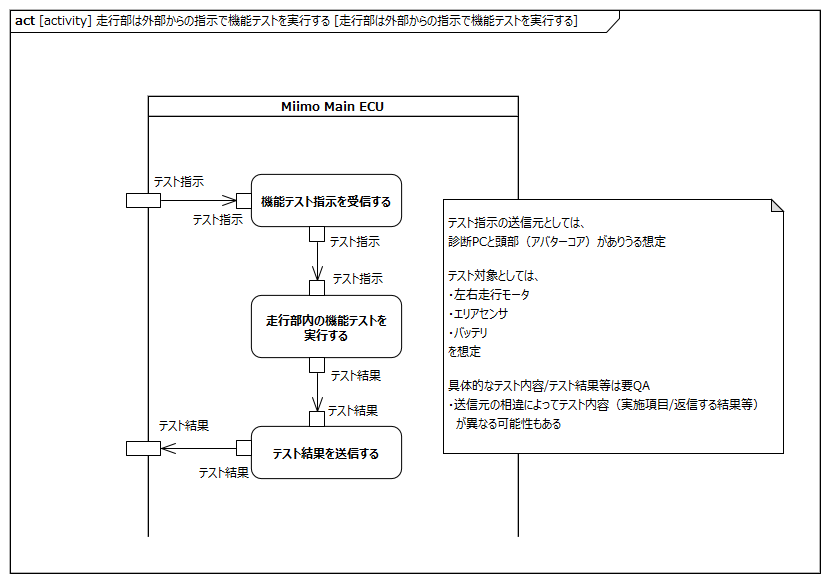 act [activity] 走行部は外部からの指示で機能テストを実行する [走行部は外部からの指示で機能テストを実行する]
Miimo Main ECU
テスト指示
テスト指示
機能テスト指示を受信する
テスト指示
テスト指示
走行部内の機能テストを
実行する
テスト結果
テスト結果
テスト結果
テスト結果
テスト結果を送信する
テスト指示の送信元としては、
診断PCと頭部（アバターコア）がありうる想定
テスト対象としては、
・左右走行モータ
・エリアセンサ
・バッテリ
を想定
具体的なテスト内容/テスト結果等は要QA
・送信元の相違によってテスト内容（実施項目/返信する結果等）
が異なる可能性もある